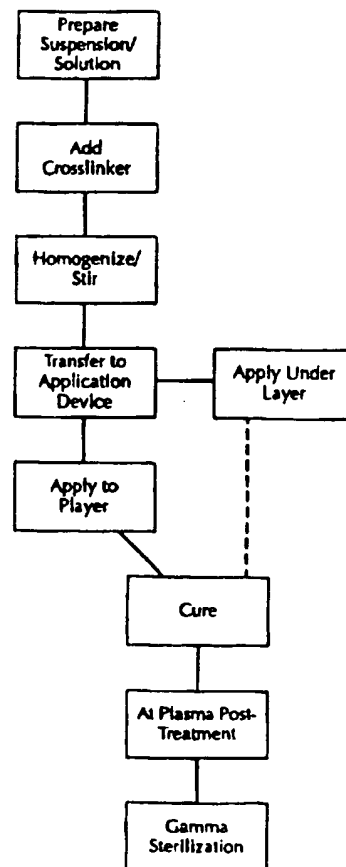 Prepare
Suspension/
Solution
Add
Crosslinker
Homogenize/
Stir
Transfer to
Application
Device
Apply Under
Layer
Apply to
Player
Cure
At Plasma Post-
Treatment
Gamma
Sterilization